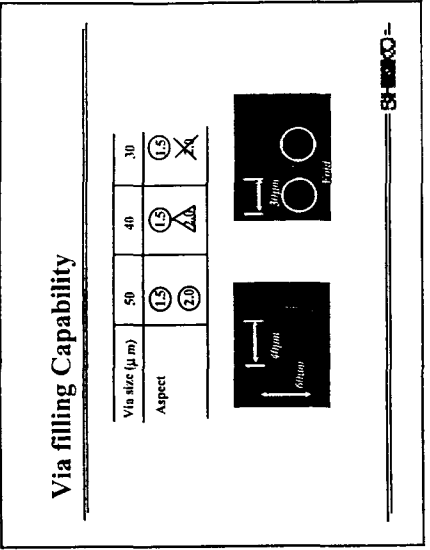 Via filling Capability
Via size (μ m) 50 40 30
Aspect 1.5 1.5 1.5
2.0 2.0 2.0
40μm
60μm
30μm
Void
SHINKO